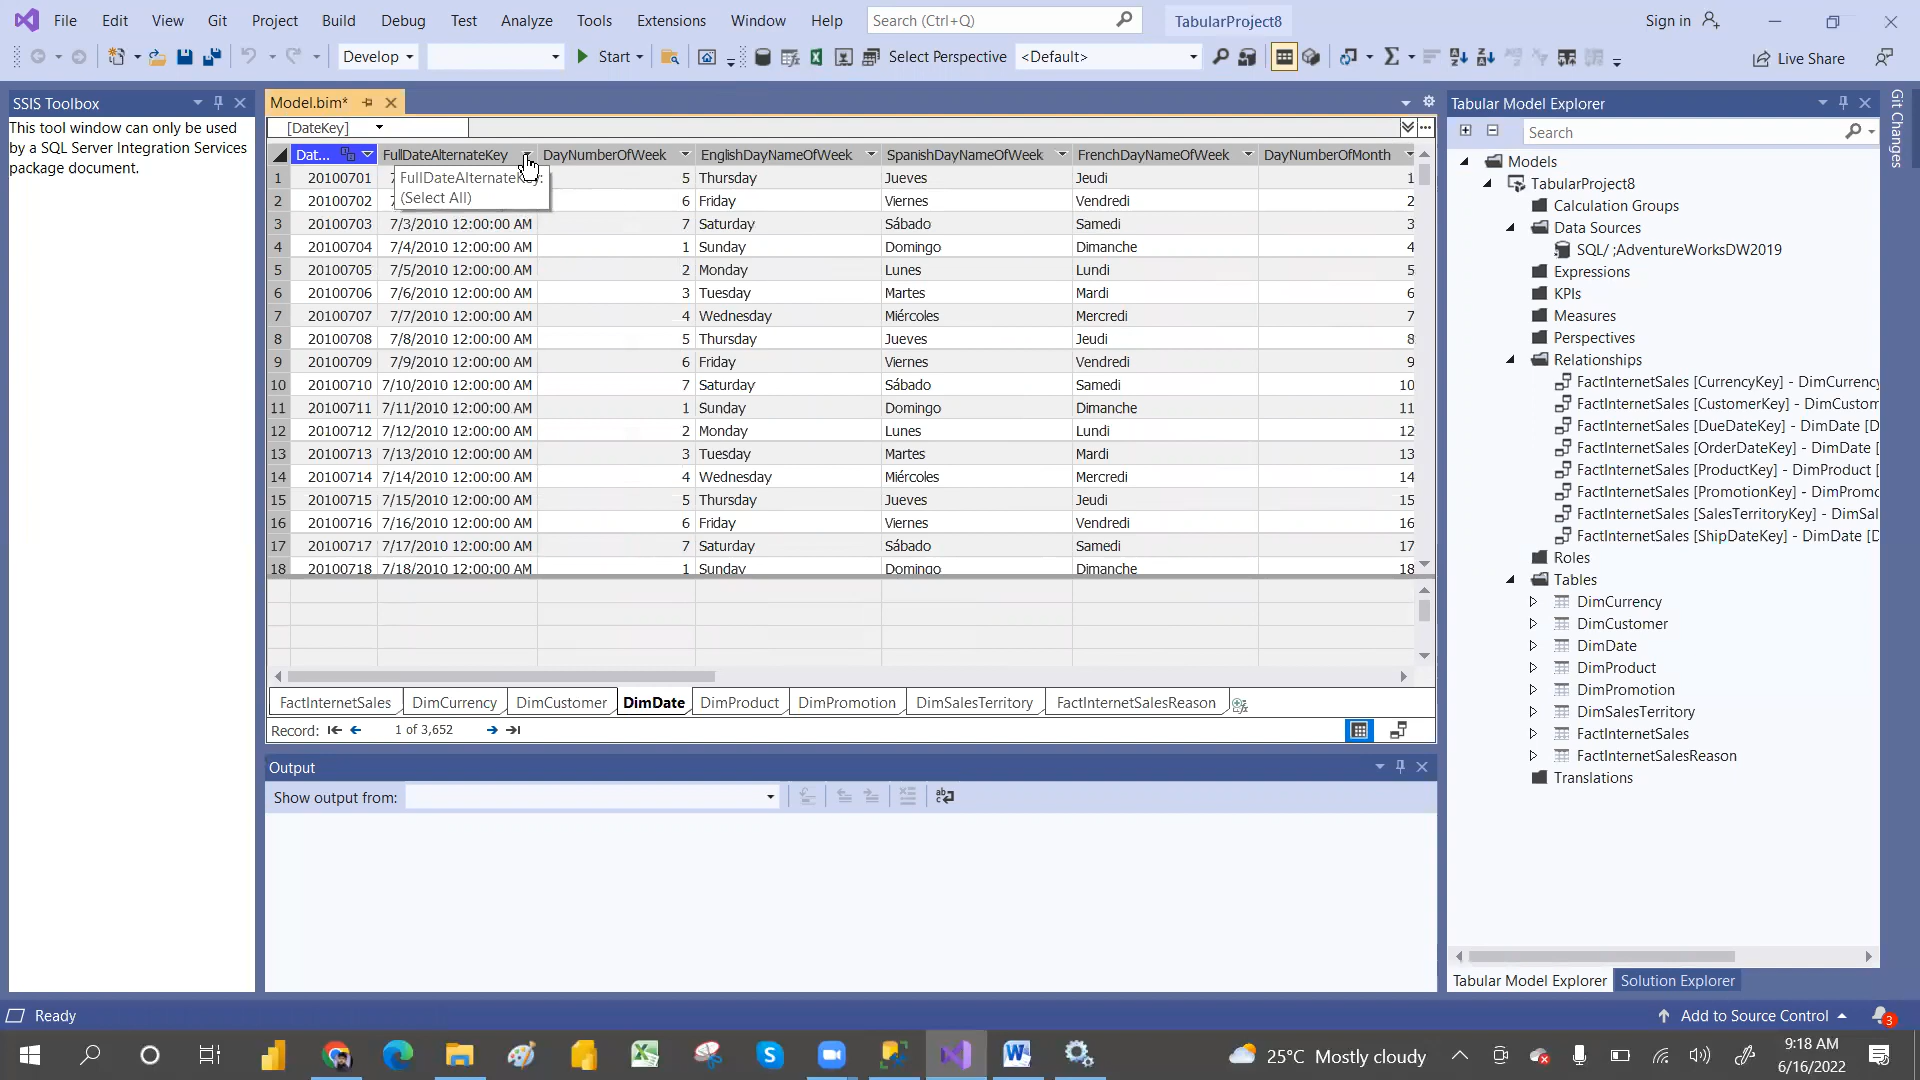 File Edit View Git Project Build Debug Test Analyze Tools Extensions Window Help Search (Ctrl+Q) TabularProject8 Sign in
Develop Start Select Perspective <Default> Live Share
SSIS Toolbox
This tool window can only be used
by a SQL Server Integration Services
package document.
Model.bim*
[DateKey]
Dat... FullDateAlternateKey DayNumberOfWeek EnglishDayNameOfWeek SpanishDayNameOfWeek FrenchDayNameOfWeek DayNumberOfMonth
FullDateAlternateKey:
(Select All)
1 20100701 5 Thursday Jueves Jeudi 1
2 20100702 6 Friday Viernes Vendredi 2
3 20100703 7/3/2010 12:00:00 AM 7 Saturday Sábado Samedi 3
4 20100704 7/4/2010 12:00:00 AM 1 Sunday Domingo Dimanche 4
5 20100705 7/5/2010 12:00:00 AM 2 Monday Lunes Lundi 5
6 20100706 7/6/2010 12:00:00 AM 3 Tuesday Martes Mardi 6
7 20100707 7/7/2010 12:00:00 AM 4 Wednesday Miércoles Mercredi 7
8 20100708 7/8/2010 12:00:00 AM 5 Thursday Jueves Jeudi 8
9 20100709 7/9/2010 12:00:00 AM 6 Friday Viernes Vendredi 9
10 20100710 7/10/2010 12:00:00 AM 7 Saturday Sábado Samedi 10
11 20100711 7/11/2010 12:00:00 AM 1 Sunday Domingo Dimanche 11
12 20100712 7/12/2010 12:00:00 AM 2 Monday Lunes Lundi 12
13 20100713 7/13/2010 12:00:00 AM 3 Tuesday Martes Mardi 13
14 20100714 7/14/2010 12:00:00 AM 4 Wednesday Miércoles Mercredi 14
15 20100715 7/15/2010 12:00:00 AM 5 Thursday Jueves Jeudi 15
16 20100716 7/16/2010 12:00:00 AM 6 Friday Viernes Vendredi 16
17 20100717 7/17/2010 12:00:00 AM 7 Saturday Sábado Samedi 17
18 20100718 7/18/2010 12:00:00 AM 1 Sunday Domingo Dimanche 18
FactInternetSales DimCurrency DimCustomer DimDate DimProduct DimPromotion DimSalesTerritory FactInternetSalesReason
Record: 1 of 3,652
Output
Show output from:
Tabular Model Explorer
Search
Models
TabularProject8
Calculation Groups
Data Sources
SQL/ ;AdventureWorksDW2019
Expressions
KPIs
Measures
Perspectives
Relationships
FactInternetSales [CurrencyKey] - DimCurrency
FactInternetSales [CustomerKey] - DimCustom
FactInternetSales [DueDateKey] - DimDate [D
FactInternetSales [OrderDateKey] - DimDate [
FactInternetSales [ProductKey] - DimProduct [
FactInternetSales [PromotionKey] - DimPromo
FactInternetSales [SalesTerritoryKey] - DimSal
FactInternetSales [ShipDateKey] - DimDate [D
Roles
Tables
DimCurrency
DimCustomer
DimDate
DimProduct
DimPromotion
DimSalesTerritory
FactInternetSales
FactInternetSalesReason
Translations
Tabular Model Explorer Solution Explorer
Git Changes
Ready Add to Source Control 3
25°C Mostly cloudy 9:18 AM
6/16/2022